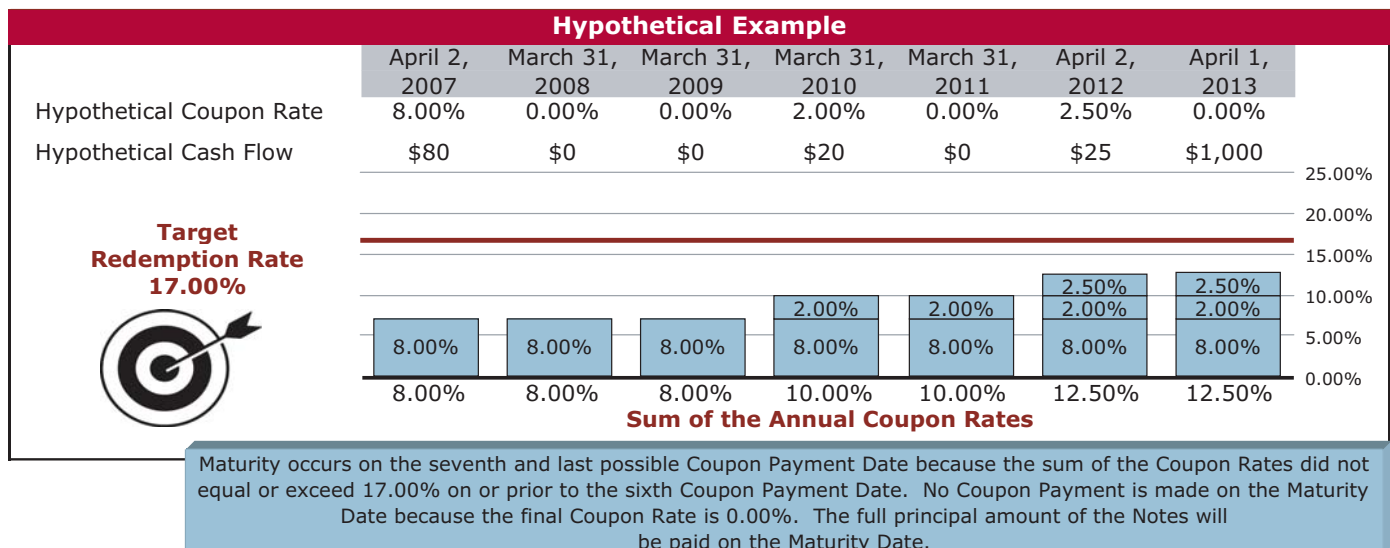 Hypothetical Example
April 2, March 31, March 31, March 31, March 31, April 2, April 1,
2007 2008 2009 2010 2011 2012 2013
Hypothetical Coupon Rate 8.00% 0.00% 0.00% 2.00% 0.00% 2.50% 0.00%
Hypothetical Cash Flow $80 $0 $0 $20 $0 $25 $1,000
25.00%
20.00%
Target
Redemption Rate
15.00%
17.00%
2.50% 2.50%
2.00% 2.00% 2.00% 2.00% 10.00%
8.00% 8.00% 8.00% 8.00% 8.00% 8.00% 8.00% 5.00%
0.00%
8.00% 8.00% 8.00% 10.00% 10.00% 12.50% 12.50%
Sum of the Annual Coupon Rates
Maturity occurs on the seventh and last possible Coupon Payment Date because the sum of the Coupon Rates did not
equal or exceed 17.00% on or prior to the sixth Coupon Payment Date. No Coupon Payment is made on the Maturity
Date because the final Coupon Rate is 0.00%. The full principal amount of the Notes will
be paid on the Maturity Date.